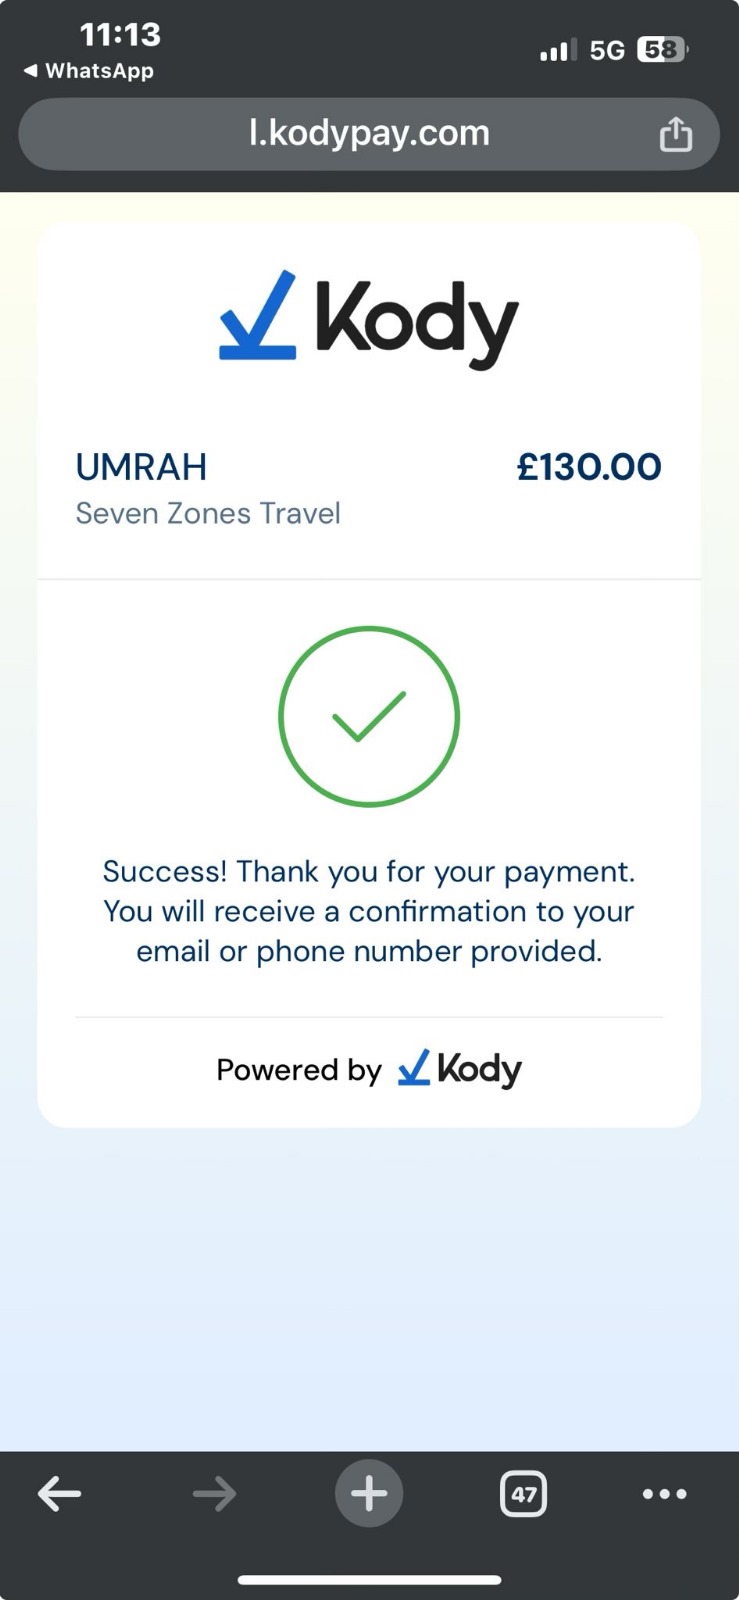 11:13
5G 58
◀ WhatsApp
l.kodypay.com
Kody
UMRAH £130.00
Seven Zones Travel
Success! Thank you for your payment.
You will receive a confirmation to your
email or phone number provided.
Powered by Kody
47